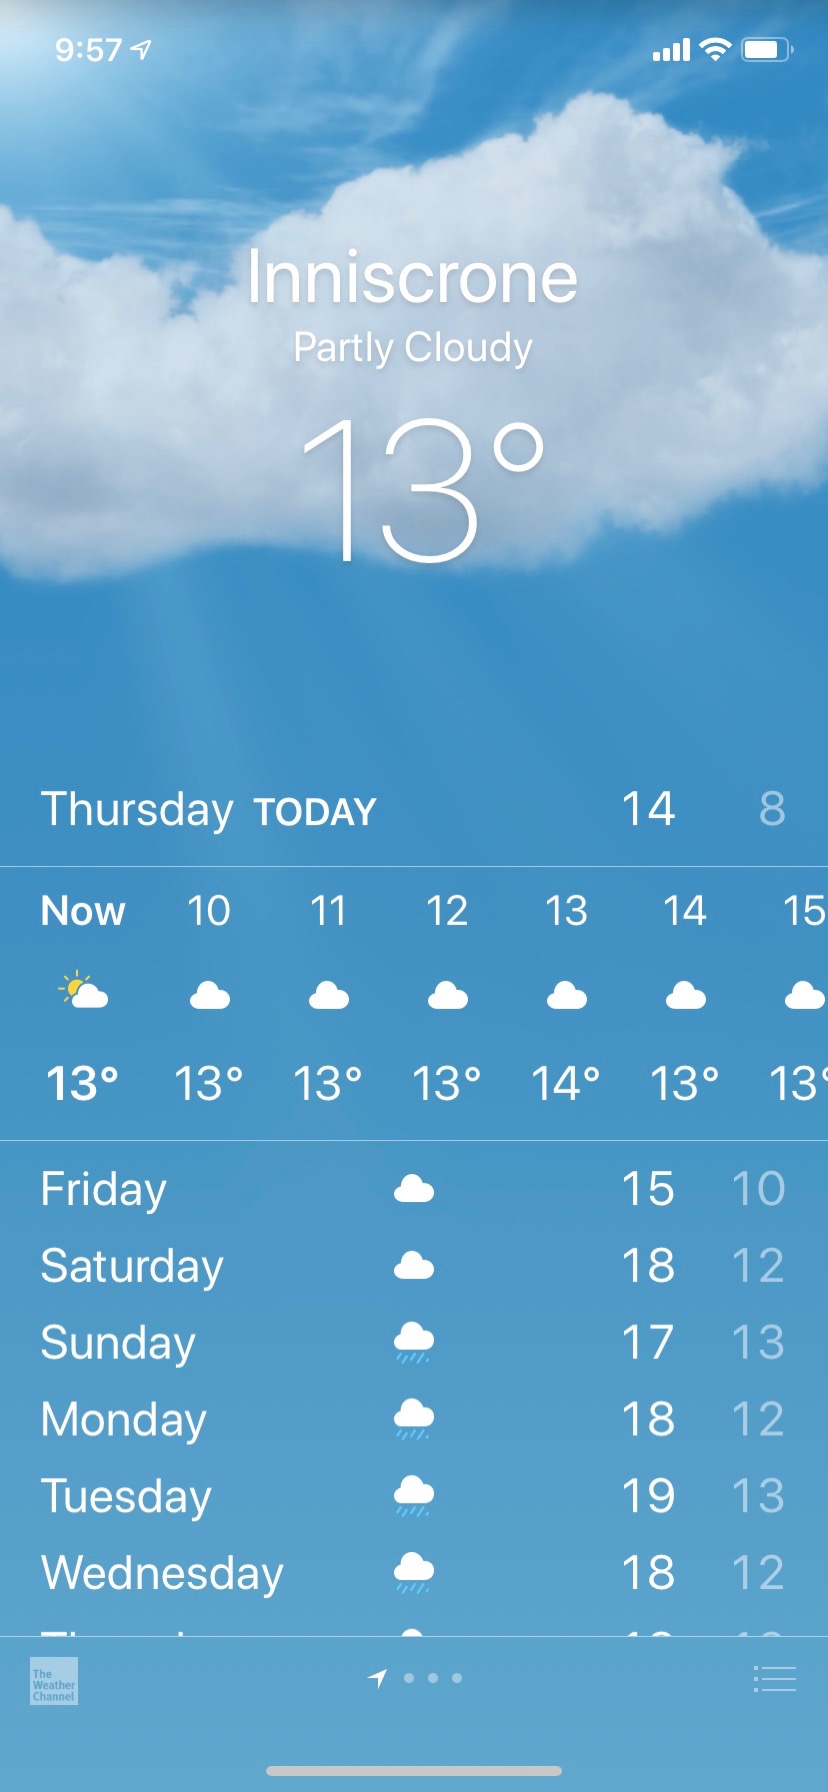 9:57
Inniscrone
Partly Cloudy
13°
Thursday TODAY 14 8
Now 10 11 12 13 14 15
13° 13° 13° 13° 14° 13° 13°
Friday 15 10
Saturday 18 12
Sunday 17 13
Monday 18 12
Tuesday 19 13
Wednesday 18 12
The
Weather
Channel